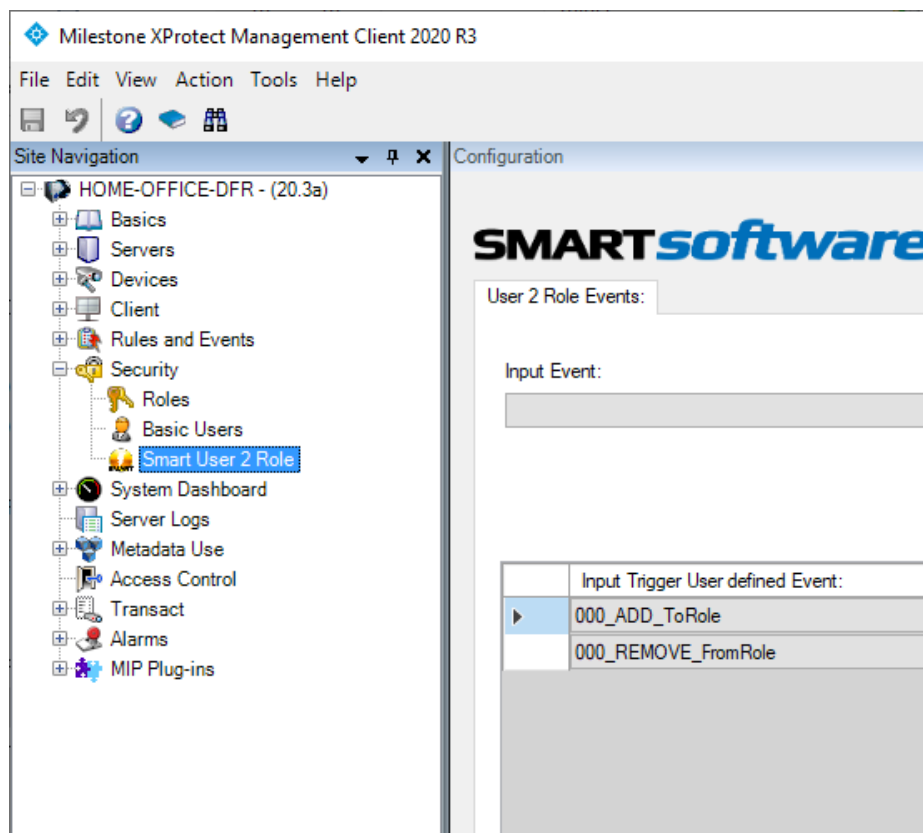 Milestone XProtect Management Client 2020 R3
File Edit View Action Tools Help
Site Navigation
HOME-OFFICE-DFR - (20.3a)
Basics
Servers
Devices
Client
Rules and Events
Security
Roles
Basic Users
Smart User 2 Role
System Dashboard
Server Logs
Metadata Use
Access Control
Transact
Alarms
MIP Plug-ins
Configuration
SMARTsoftware
User 2 Role Events:
Input Event:
Input Trigger User defined Event:
000_ADD_ToRole
000_REMOVE_FromRole